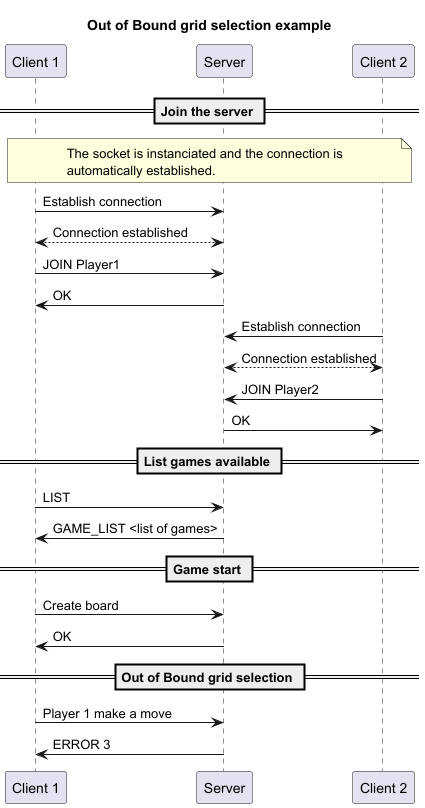 Out of Bound grid selection example
Client 1
Server
Client 2
Join the server
The socket is instanciated and the connection is
automatically established.
Establish connection
Connection established
JOIN Player1
OK
Establish connection
Connection established
JOIN Player2
OK
List games available
LIST
GAME_LIST <list of games>
Game start
Create board
OK
Out of Bound grid selection
Player 1 make a move
ERROR 3
Client 1
Server
Client 2